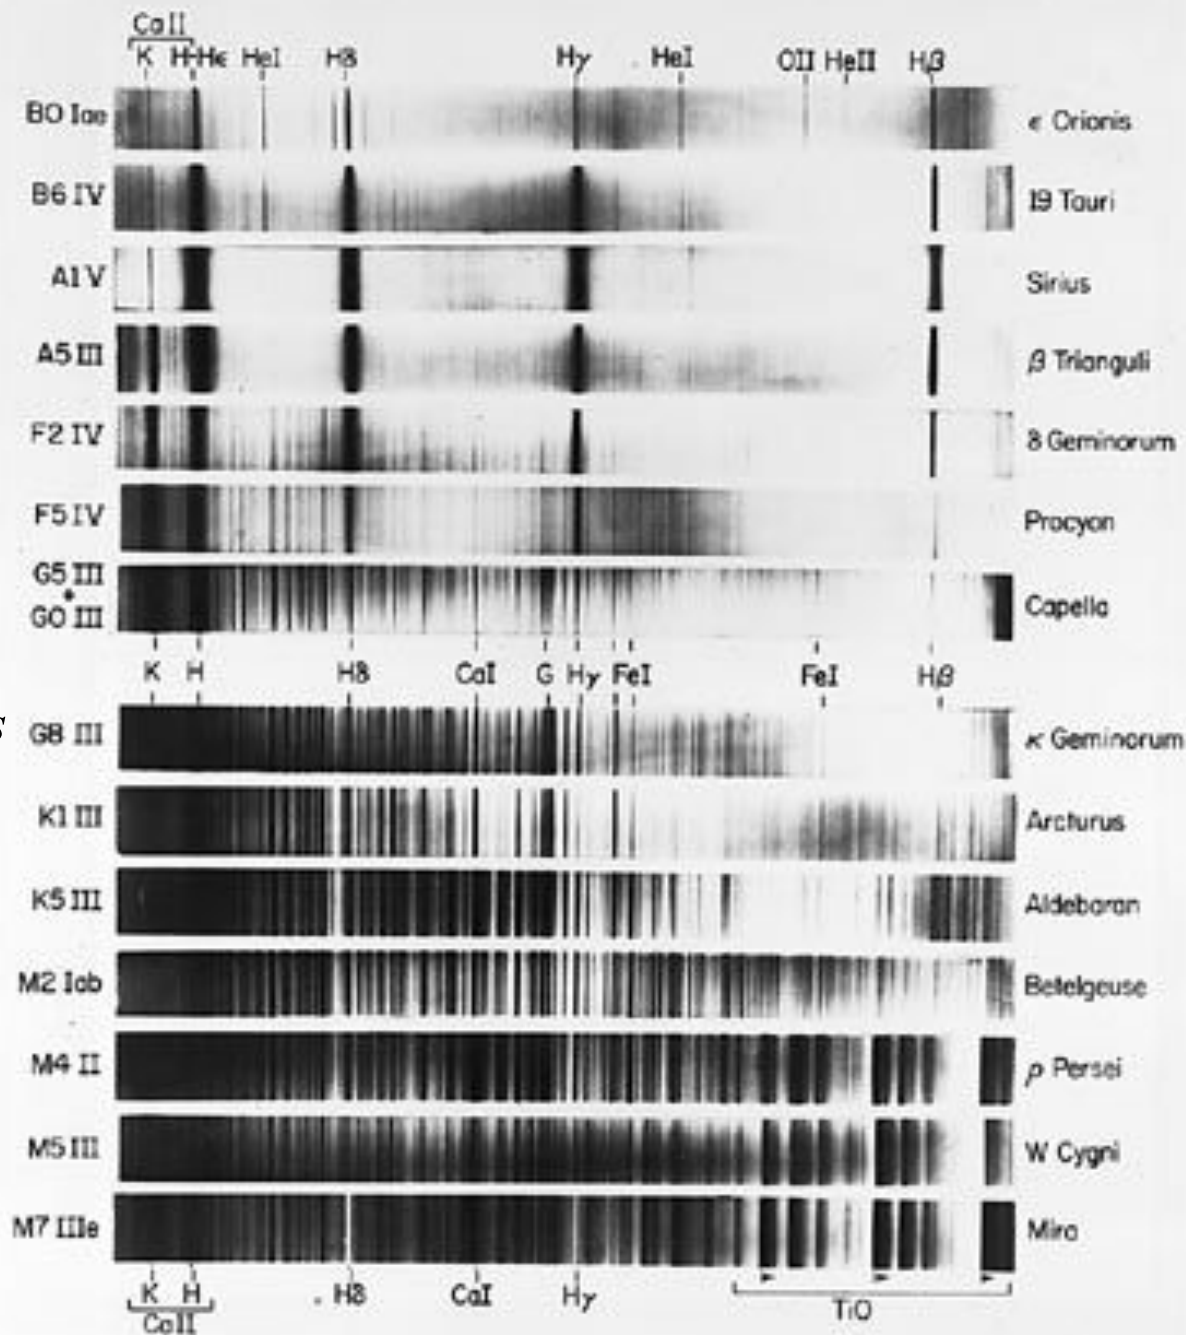 Ca II
K H-Hϵ HeI Hδ Hγ HeI OII HeII Hβ
B0 Iae ϵ Orionis
B6 IV 19 Tauri
A1 V Sirius
A5 III β Trianguli
F2 IV δ Geminorum
F5 IV Procyon
G5 III
+
G0 III Capella
K H Hδ CaI G Hγ FeI FeI Hβ
G8 III κ Geminorum
K1 III Arcturus
K5 III Aldebaran
M2 Iab Betelgeuse
M4 II ρ Persei
M5 III W Cygni
M7 IIIe Mira
K H Hδ CaI Hγ TiO
CaII